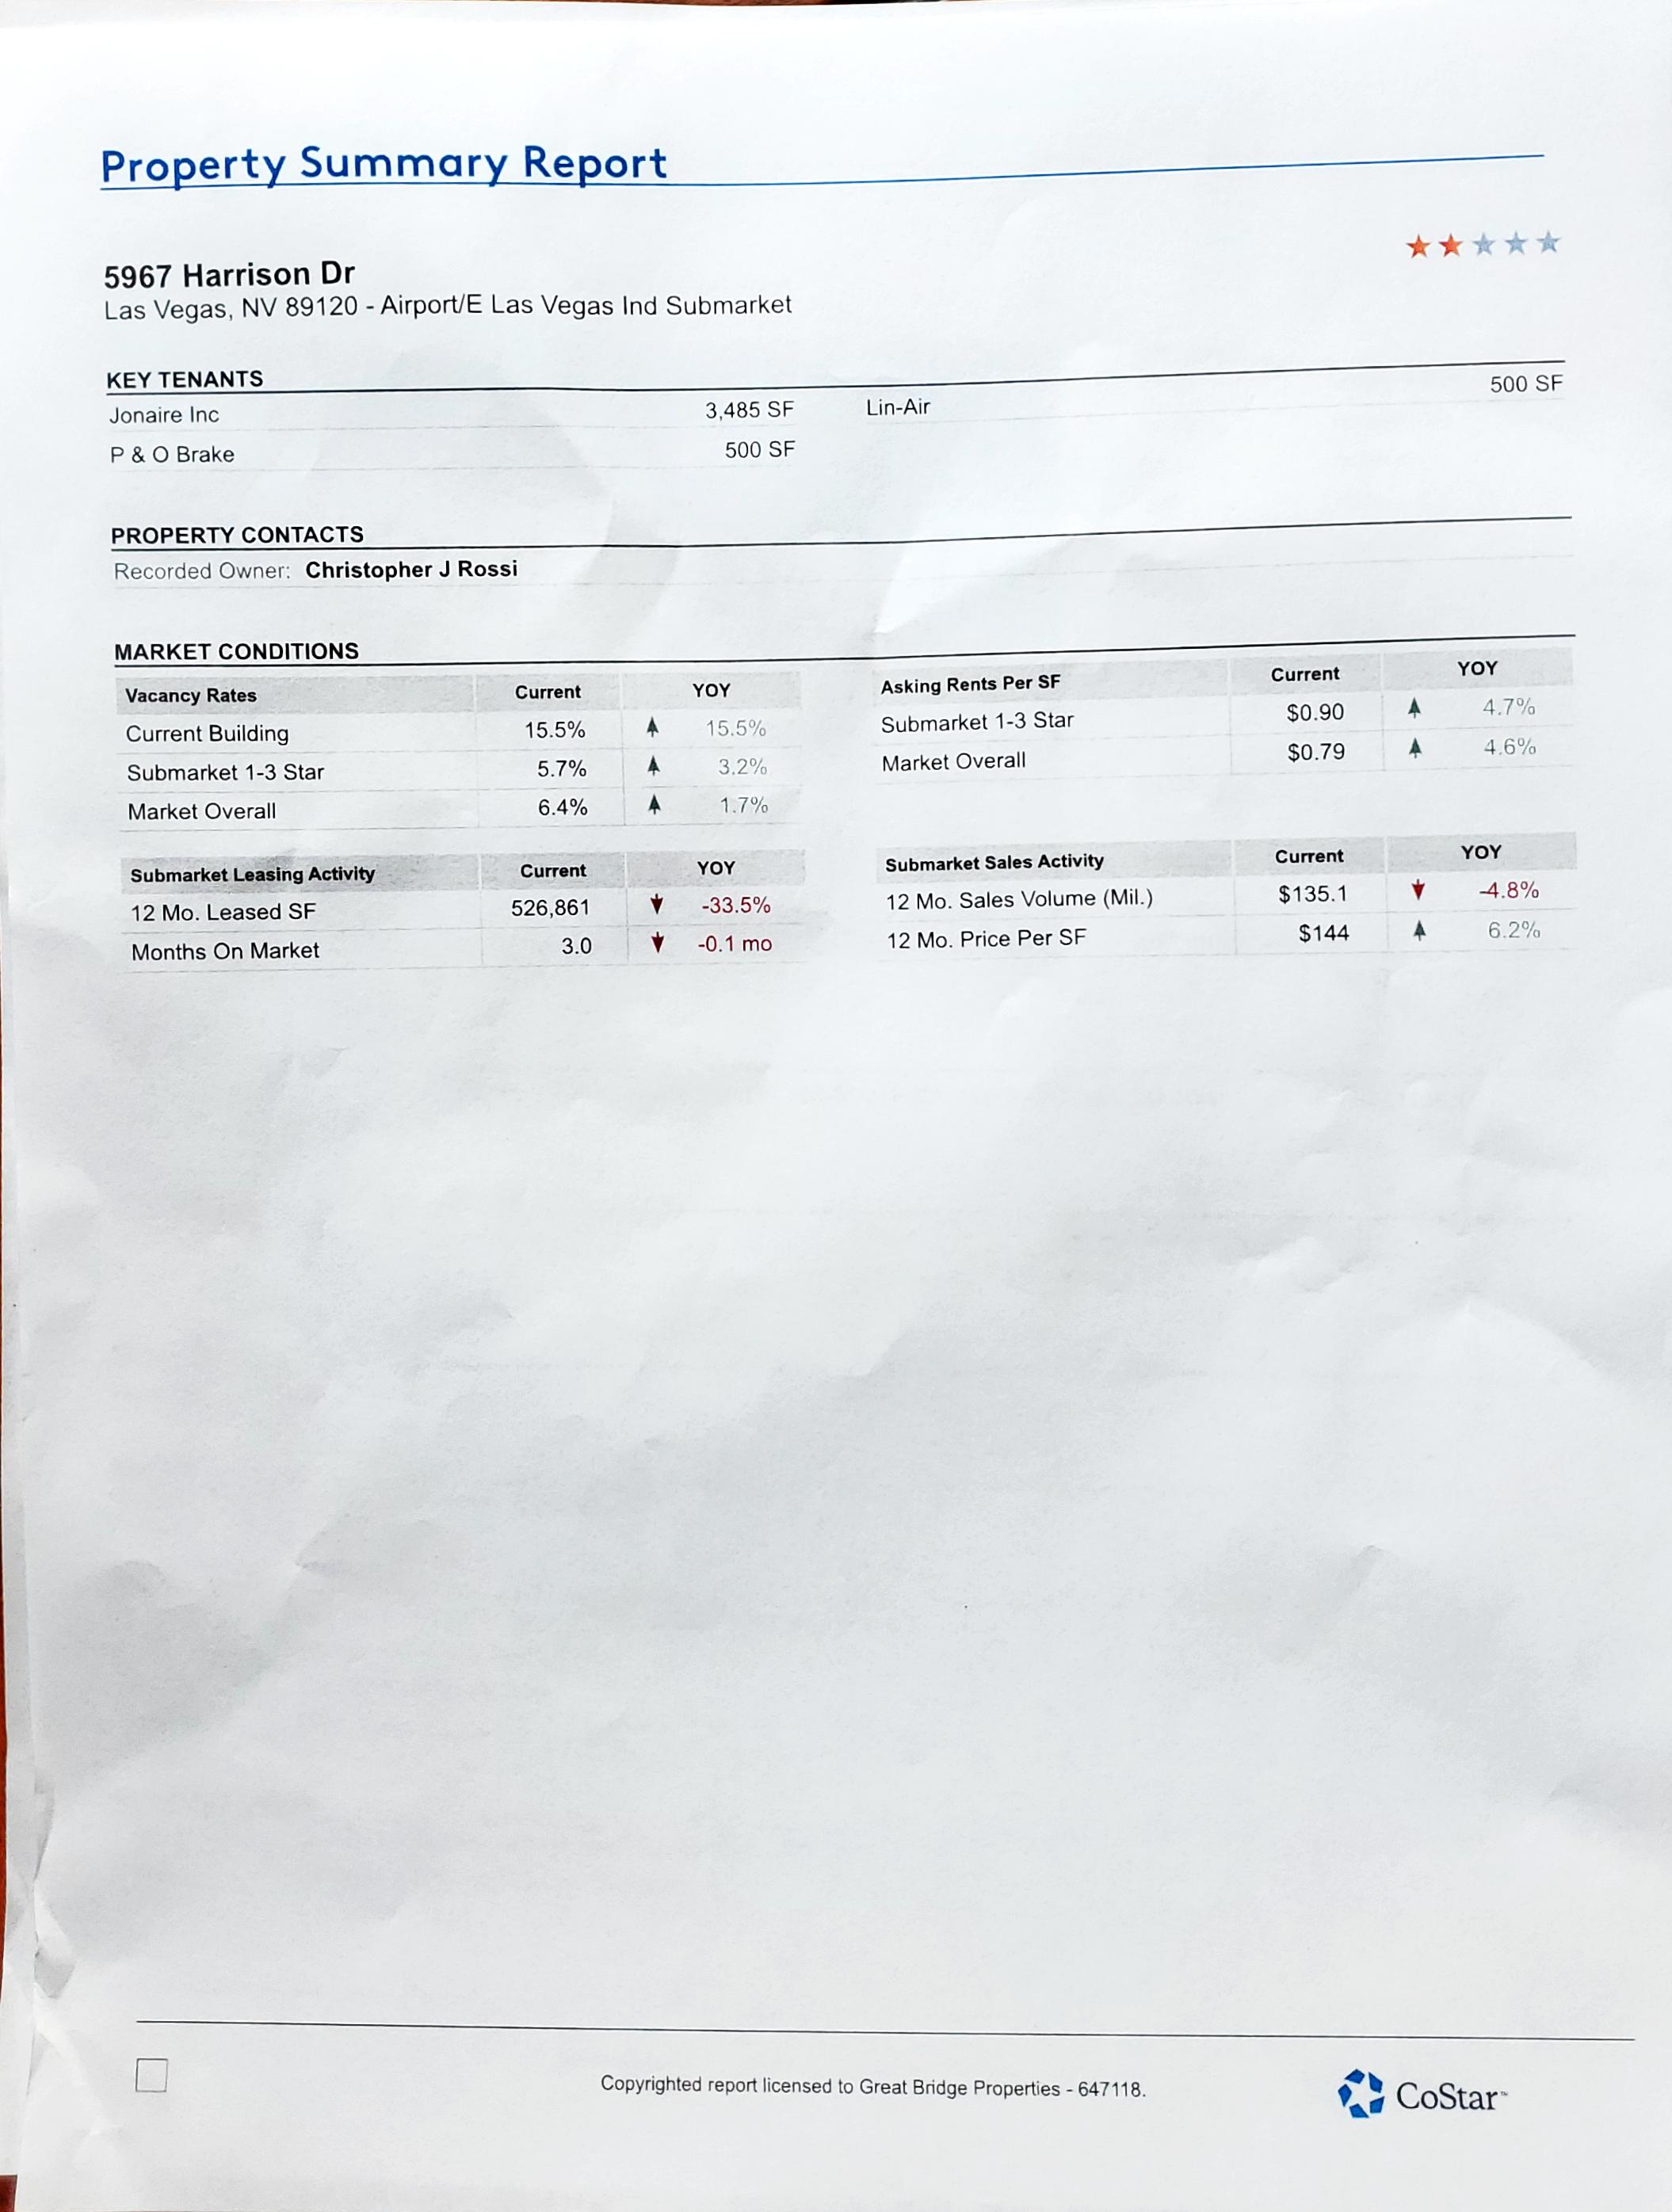 Property Summary Report
5967 Harrison Dr
Las Vegas, NV 89120 - Airport/E Las Vegas Ind Submarket
KEY TENANTS
Jonaire Inc 3,485 SF Lin-Air 500 SF
P & O Brake 500 SF
PROPERTY CONTACTS
Recorded Owner: Christopher J Rossi
MARKET CONDITIONS
Vacancy Rates Current YOY
Current Building 15.5% 15.5%
Submarket 1-3 Star 5.7% 3.2%
Market Overall 6.4% 1.7%
Asking Rents Per SF Current YOY
Submarket 1-3 Star $0.90 4.7%
Market Overall $0.79 4.6%
Submarket Leasing Activity Current YOY
12 Mo. Leased SF 526,861 -33.5%
Months On Market 3.0 -0.1 mo
Submarket Sales Activity Current YOY
12 Mo. Sales Volume (Mil.) $135.1 -4.8%
12 Mo. Price Per SF $144 6.2%
Copyrighted report licensed to Great Bridge Properties - 647118.
CoStar™